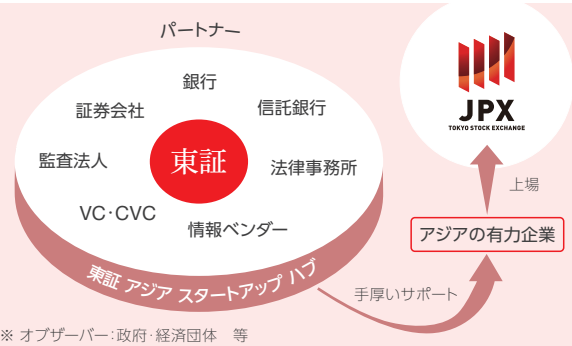 パートナー
銀行
証券会社
信託銀行
監査法人
東証
法律事務所
VC・CVC
情報ベンダー
東証 アジア スタートアップ ハブ
JPX
TOKYO STOCK EXCHANGE
上場
アジアの有力企業
手厚いサポート
※ オブザーバー：政府・経済団体　等